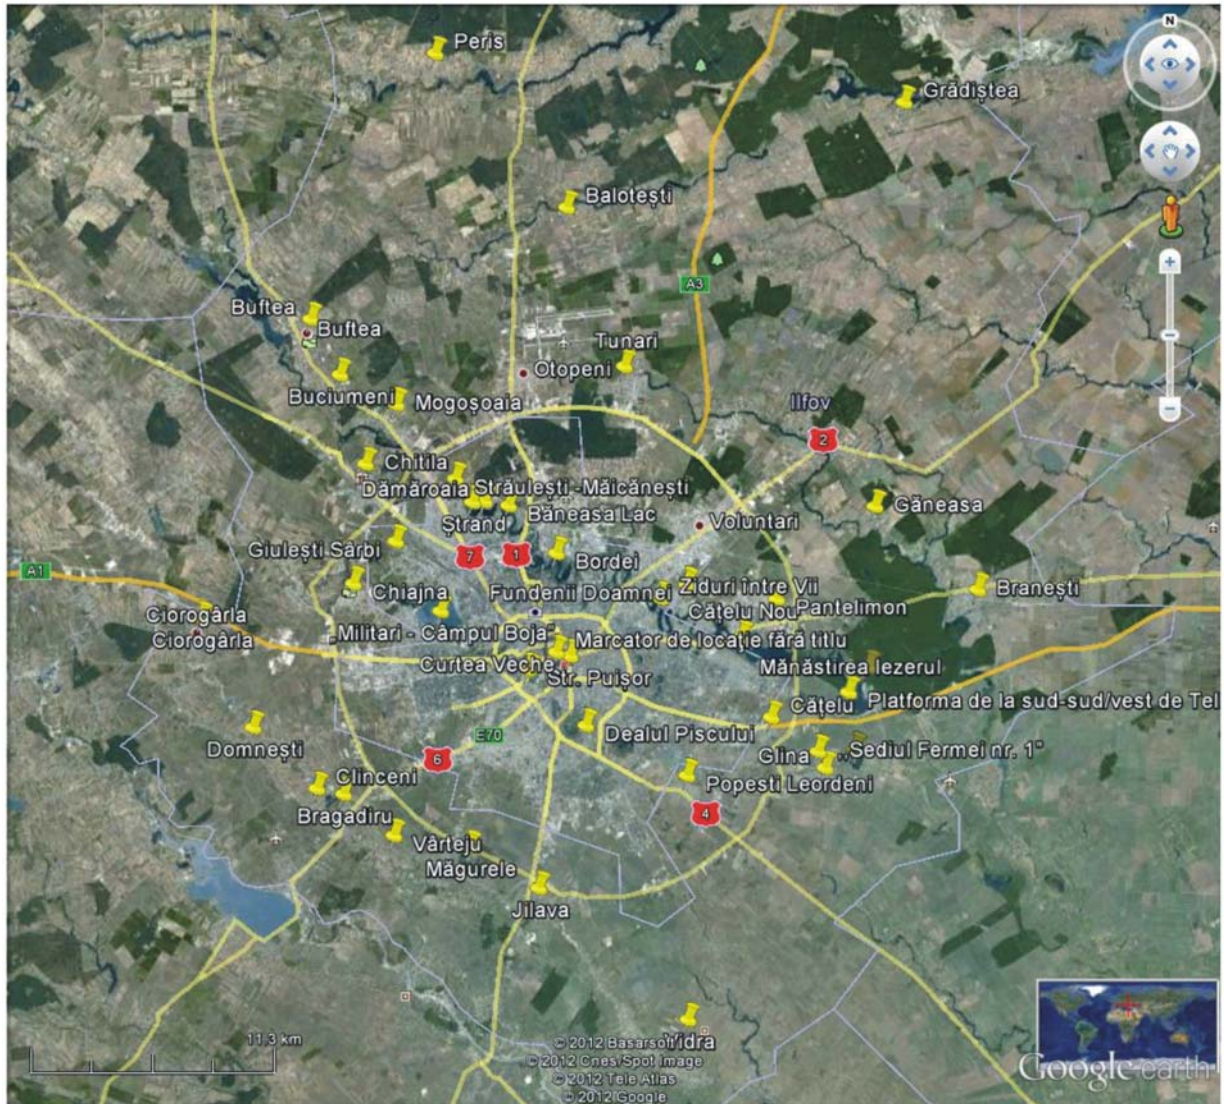 N
Peris
Grădiștea
Balotești
A3
Buftea
Buftea
Tunari
Otopeni
Buciumeni
Mogoșoaia
Ilfov
2
Chitila
Dămăroaia
Străulești -Măicănești
Găneasa
Băneasa Lac
Ștrand
Voluntari
Giulești Sârbi
7
1
Bordei
A1
Chiajna
Fundenii Doamnei
Ziduri între Vii
Branești
Cățelu Nou
Pantelimon
Ciorogârla
Ciorogârla
„Militari - Câmpul Boja"
Marcator de locație fără titlu
Curtea Veche
Mănăstirea Iezerul
Str. Puișor
Platforma de la sud-sud/vest de Tel
Cățelu
Domnești
E70
Dealul Piscului
Glina
„Sediul Fermei nr. 1"
6
Clinceni
Popesti Leordeni
Bragadiru
4
Vârteju
Măgurele
Jilava
Vidra
11.3 km
© 2012 Basarsoft
© 2012 Cnes/Spot Image
© 2012 Tele Atlas
© 2012 Google
Google earth